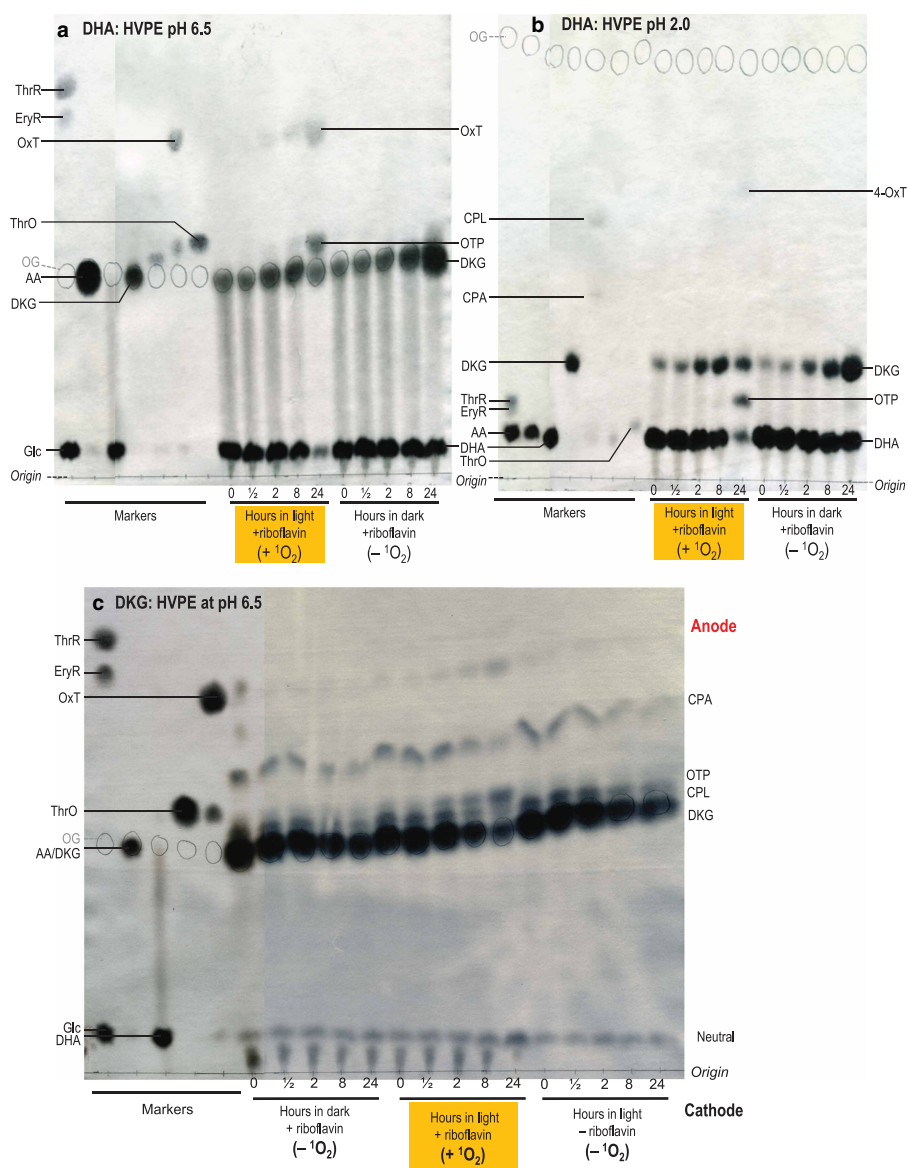 a DHA: HVPE pH 6.5
ThrR
EryR
OxT
ThrO
OG
AA
DKG
Glc
Origin
OxT
OTP
DKG
DHA
0 ½ 2 8 24 0 ½ 2 8 24
Markers
Hours in light
+riboflavin
(+ ¹O₂)
Hours in dark
+riboflavin
(− ¹O₂)
b DHA: HVPE pH 2.0
OG
CPL
CPA
DKG
ThrR
EryR
AA
DHA
ThrO
Origin
4-OxT
DKG
OTP
DHA
Origin
0 ½ 2 8 24 0 ½ 2 8 24
Markers
Hours in light
+riboflavin
(+ ¹O₂)
Hours in dark
+riboflavin
(− ¹O₂)
c DKG: HVPE at pH 6.5
ThrR
EryR
OxT
ThrO
OG
AA/DKG
Glc
DHA
Anode
CPA
OTP
CPL
DKG
Neutral
Origin
Cathode
0 ½ 2 8 24 0 ½ 2 8 24 0 ½ 2 8 24
Markers
Hours in dark
+ riboflavin
(− ¹O₂)
Hours in light
+ riboflavin
(+ ¹O₂)
Hours in light
− riboflavin
(− ¹O₂)